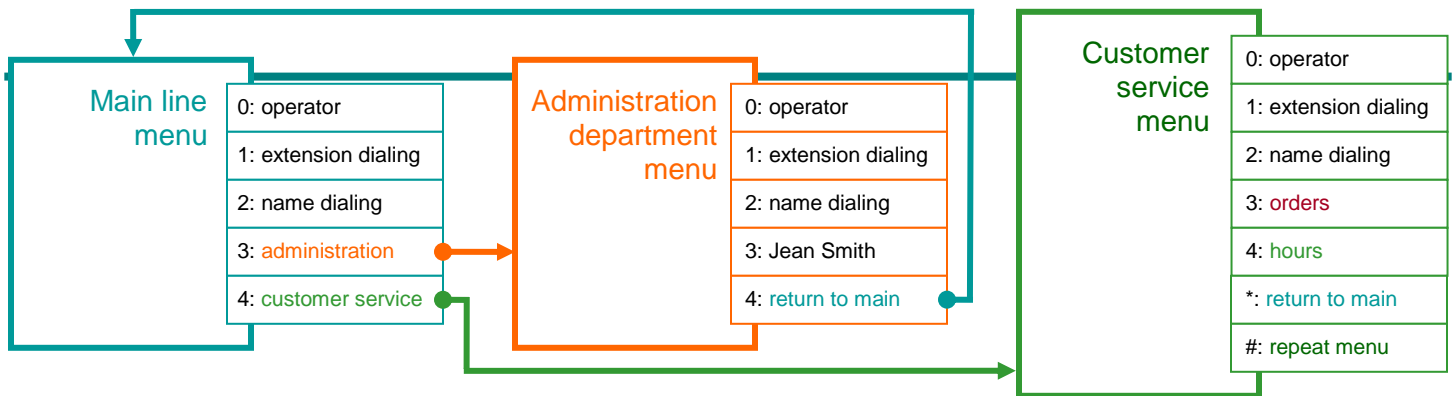 Main line
menu
0: operator
1: extension dialing
2: name dialing
3: administration
4: customer service
Administration
department
menu
0: operator
1: extension dialing
2: name dialing
3: Jean Smith
4: return to main
Customer
service
menu
0: operator
1: extension dialing
2: name dialing
3: orders
4: hours
*: return to main
#: repeat menu